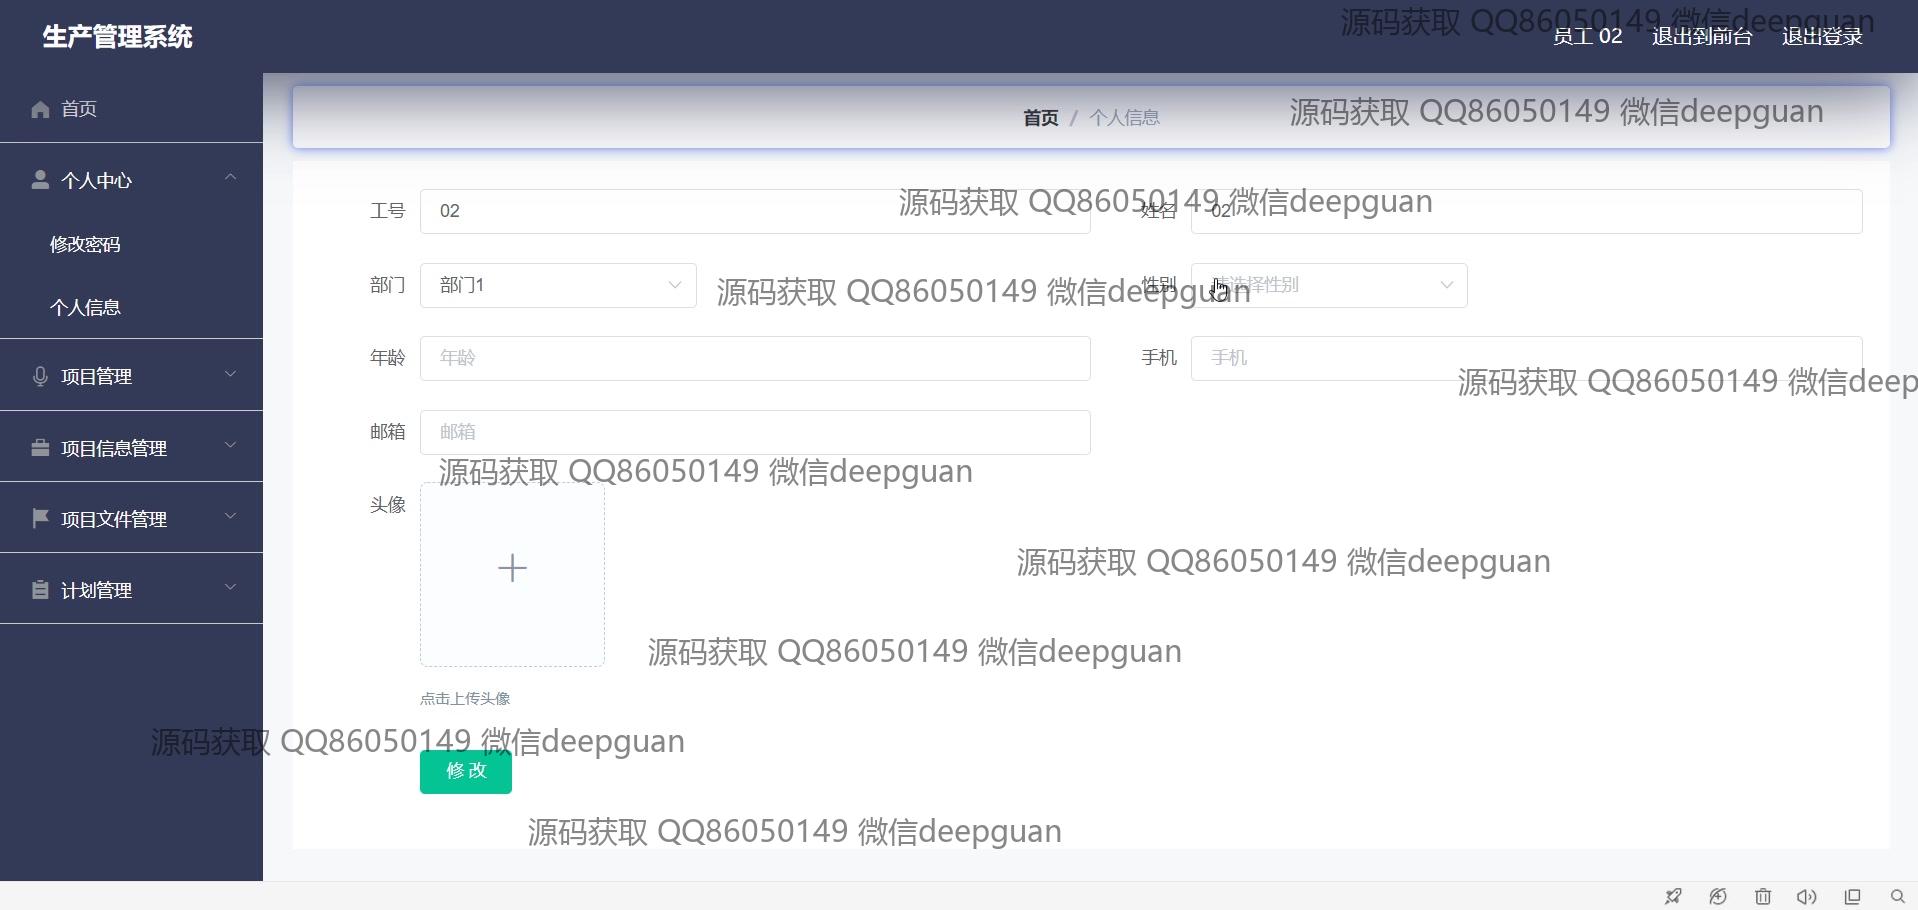 生产管理系统
源码获取 QQ86050149 微信deepguan
员工 02 退出到前台 退出登录
首页
首页 / 个人信息
源码获取 QQ86050149 微信deepguan
个人中心
修改密码
个人信息
项目管理
项目信息管理
项目文件管理
计划管理
工号 02
姓名 02
源码获取 QQ86050149 微信deepguan
部门 部门1
性别 请选择性别
源码获取 QQ86050149 微信deepguan
年龄 年龄
手机 手机
源码获取 QQ86050149 微信deep
邮箱 邮箱
源码获取 QQ86050149 微信deepguan
头像
源码获取 QQ86050149 微信deepguan
源码获取 QQ86050149 微信deepguan
点击上传头像
源码获取 QQ86050149 微信deepguan
修改
源码获取 QQ86050149 微信deepguan